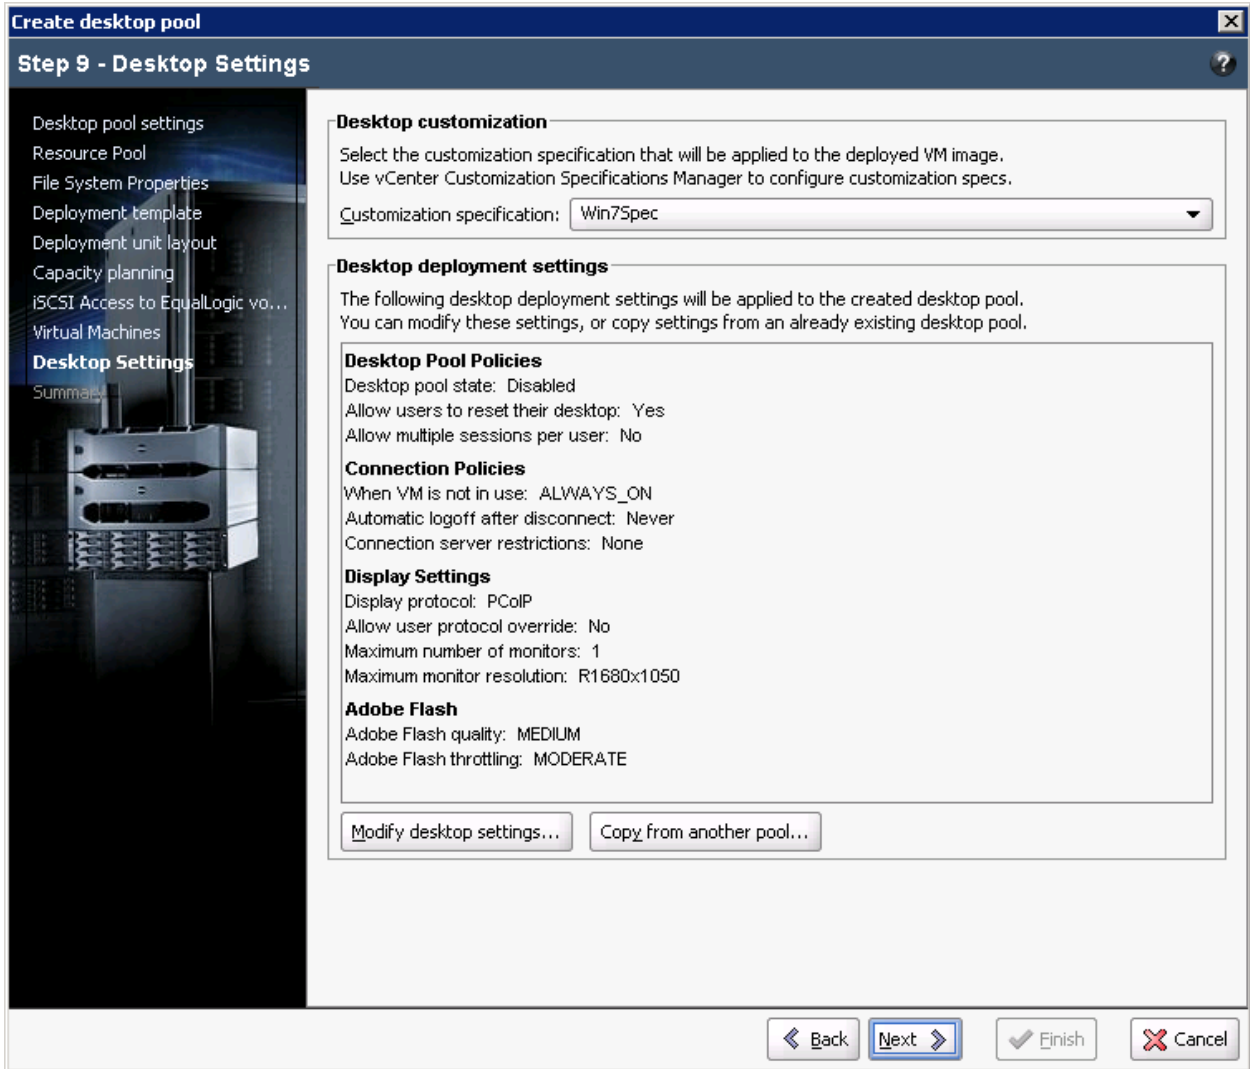 Create desktop pool
Step 9 - Desktop Settings
?
Desktop pool settings
Resource Pool
File System Properties
Deployment template
Deployment unit layout
Capacity planning
iSCSI Access to EqualLogic vo...
Virtual Machines
Desktop Settings
Summary
Desktop customization
Select the customization specification that will be applied to the deployed VM image.
Use vCenter Customization Specifications Manager to configure customization specs.
Customization specification: Win7Spec
Desktop deployment settings
The following desktop deployment settings will be applied to the created desktop pool.
You can modify these settings, or copy settings from an already existing desktop pool.
Desktop Pool Policies
Desktop pool state: Disabled
Allow users to reset their desktop: Yes
Allow multiple sessions per user: No
Connection Policies
When VM is not in use: ALWAYS_ON
Automatic logoff after disconnect: Never
Connection server restrictions: None
Display Settings
Display protocol: PCoIP
Allow user protocol override: No
Maximum number of monitors: 1
Maximum monitor resolution: R1680x1050
Adobe Flash
Adobe Flash quality: MEDIUM
Adobe Flash throttling: MODERATE
Modify desktop settings... Copy from another pool...
Back Next Finish Cancel